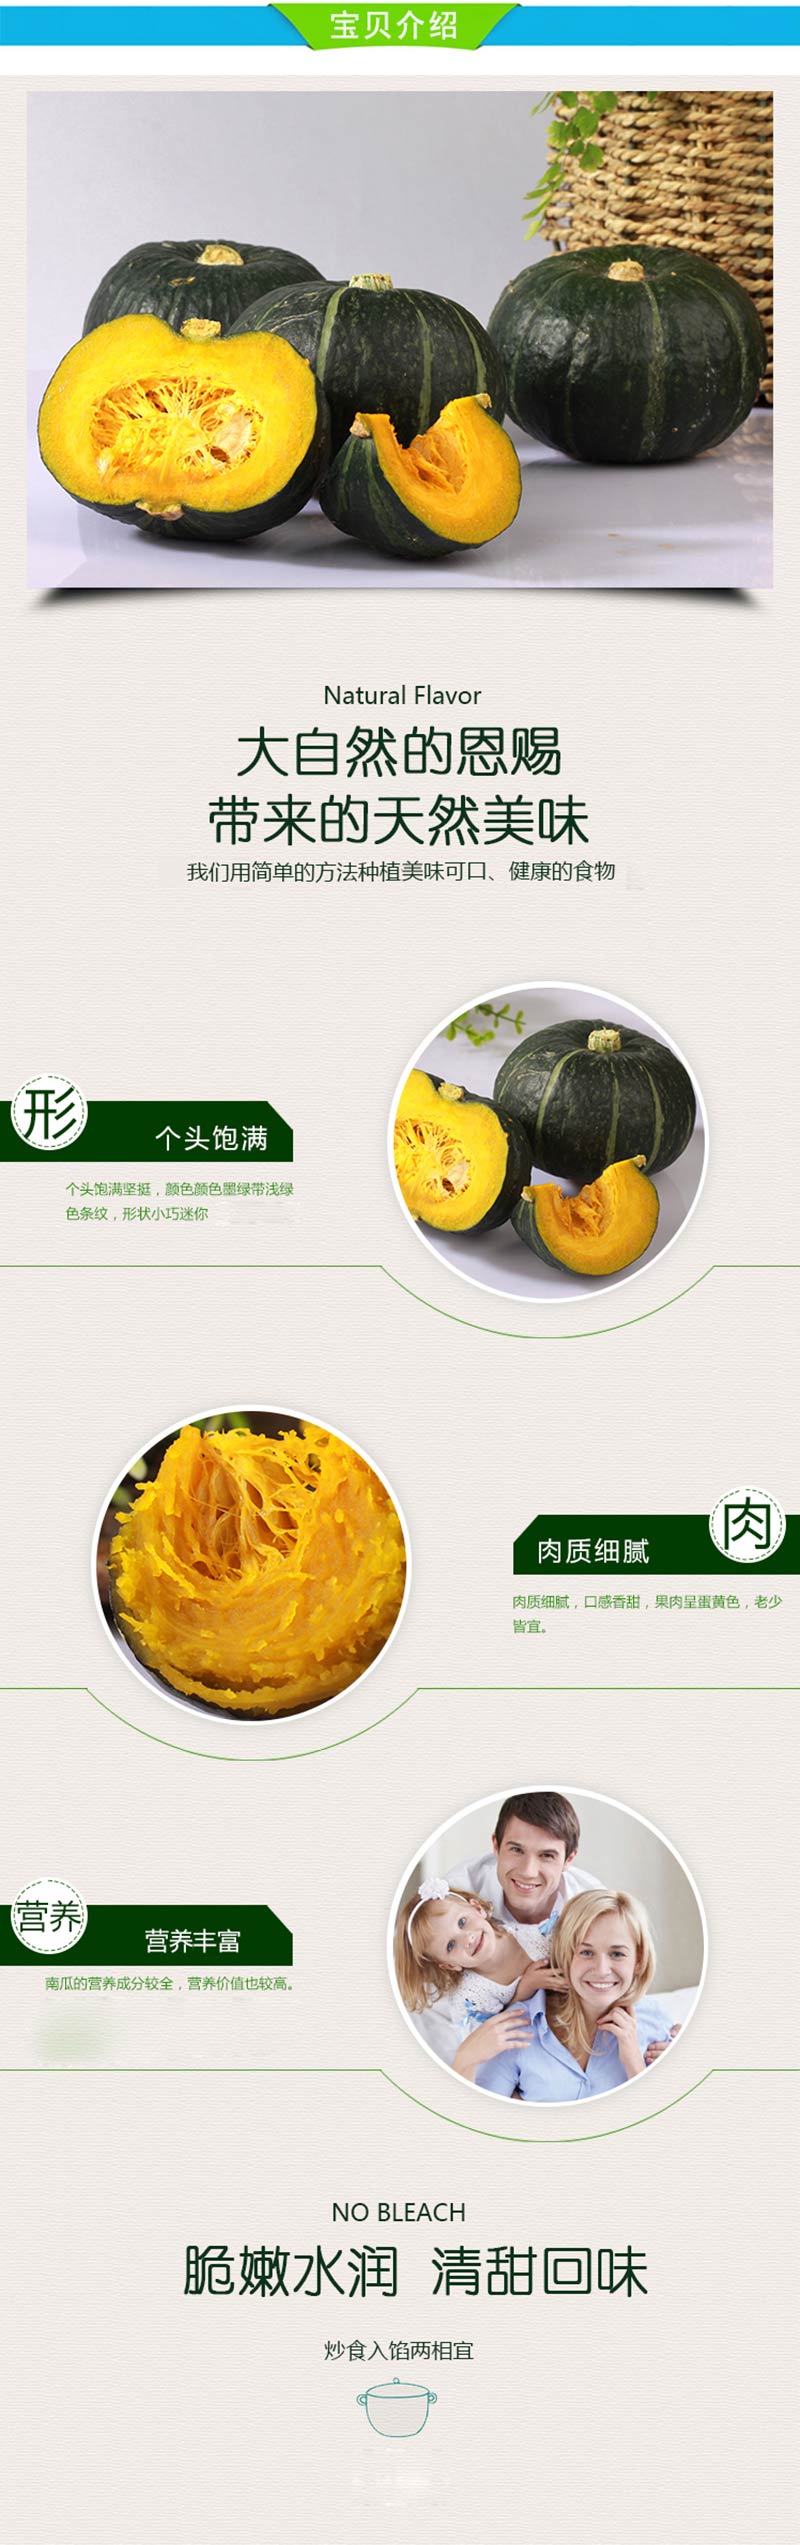 宝贝介绍
Natural Flavor
大自然的恩赐
带来的天然美味
我们用简单的方法种植美味可口、健康的食物
形
个头饱满
个头饱满坚挺，颜色颜色墨绿带浅绿
色条纹，形状小巧迷你
肉
肉质细腻
肉质细腻，口感香甜，果肉呈蛋黄色，老少
皆宜。
营养
营养丰富
南瓜的营养成分较全，营养价值也较高。
NO BLEACH
脆嫩水润 清甜回味
炒食入馅两相宜